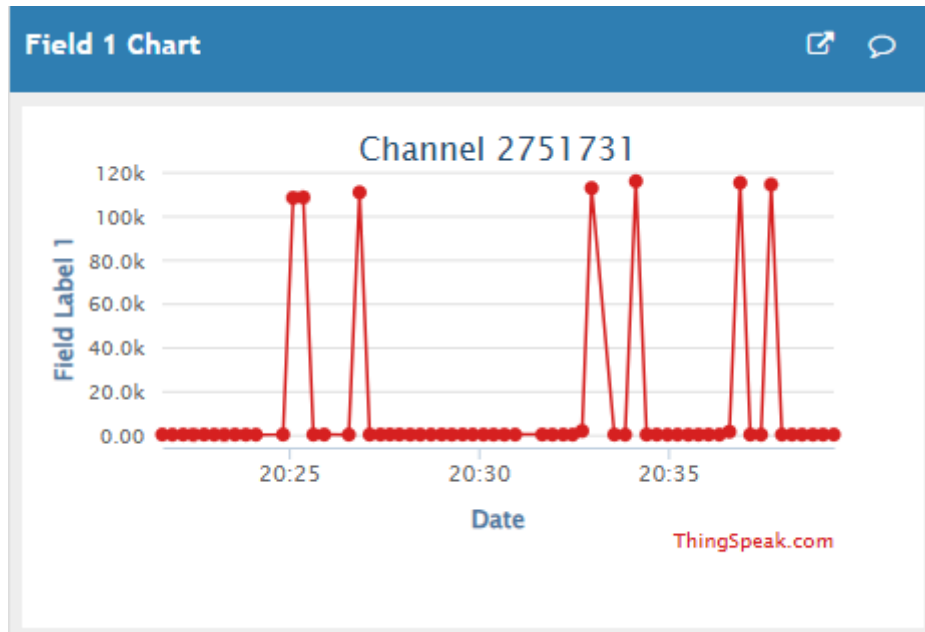 Field 1 Chart
Channel 2751731
120k
100k
80.0k
60.0k
40.0k
20.0k
0.00
Field Label 1
20:25 20:30 20:35
Date
ThingSpeak.com